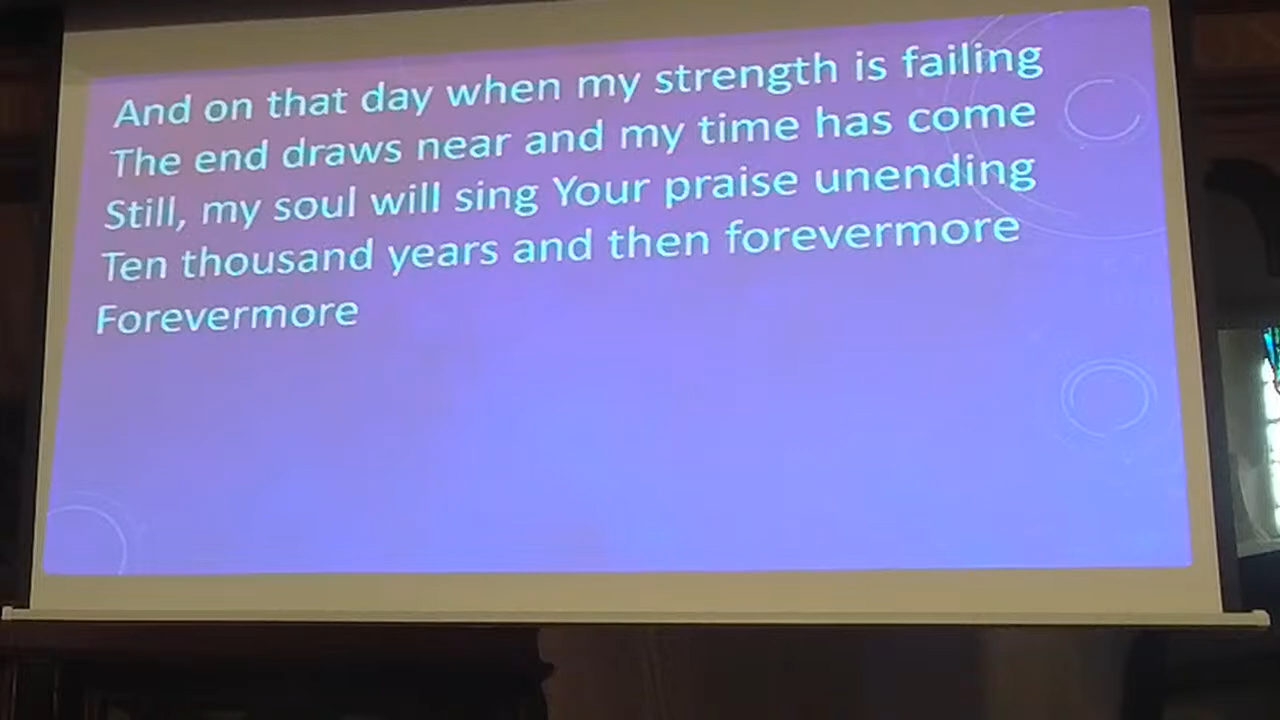 And on that day when my strength is failing
The end draws near and my time has come
Still, my soul will sing Your praise unending
Ten thousand years and then forevermore
Forevermore